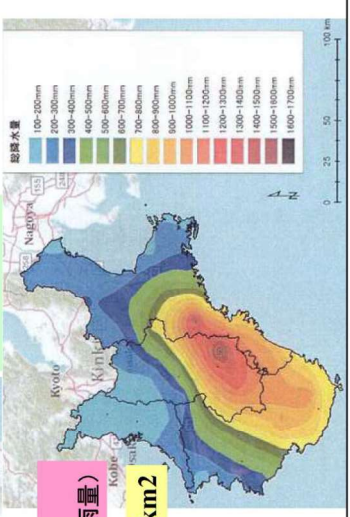 総降水量
100-200mm
200-300mm
300-400mm
400-500mm
500-600mm
600-700mm
700-800mm
800-900mm
900-1000mm
1000-1100mm
1100-1200mm
1200-1300mm
1300-1400mm
1400-1500mm
1500-1600mm
1600-1700mm
Nagoya
Kyoto
Kobe
雨量)
km2
0 25 50 100 km